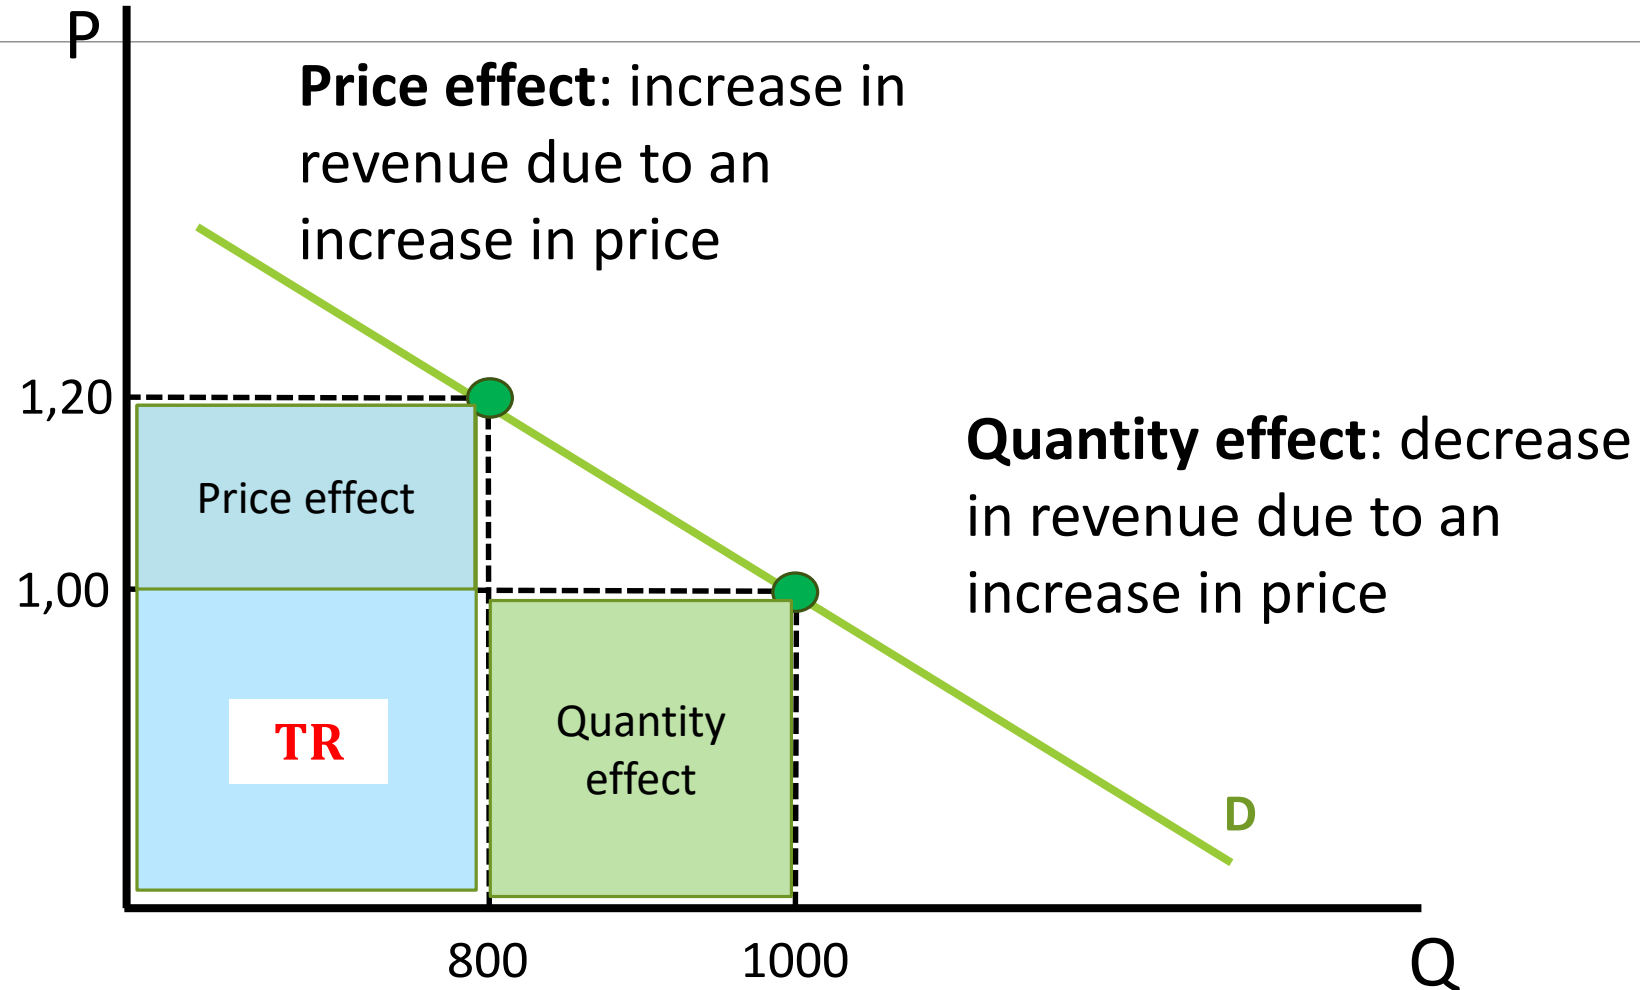 P
Price effect: increase in
revenue due to an
increase in price
1,20
Price effect
Quantity effect: decrease
in revenue due to an
increase in price
1,00
TR
Quantity
effect
D
800
1000
Q